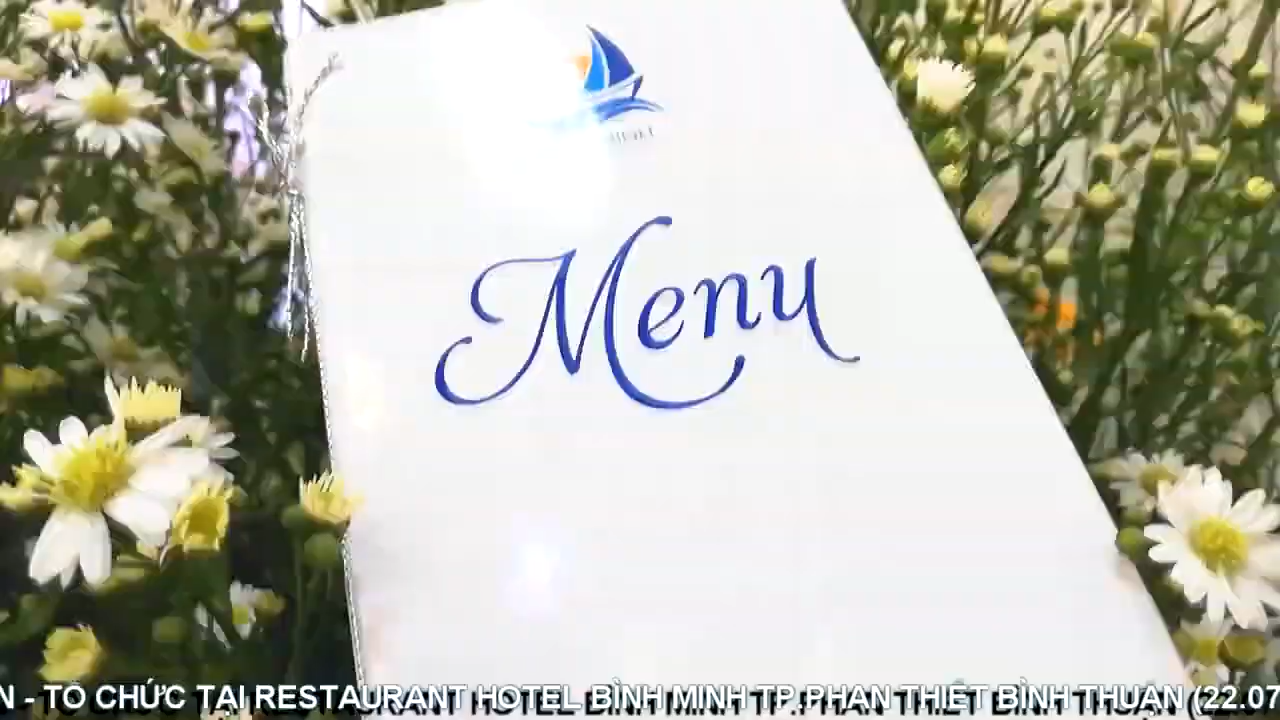 Menu
N - TỔ CHỨC TẠI RESTAURANT HOTEL BÌNH MINH TP.PHAN THIẾT BÌNH THUẬN (22.07